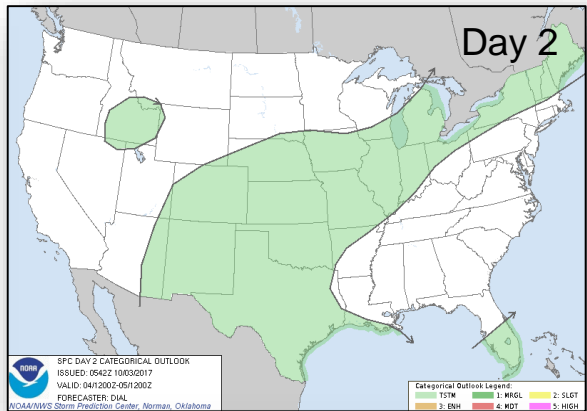 Day 2
NOAA
SPC DAY 2 CATEGORICAL OUTLOOK
ISSUED: 0542Z 10/03/2017
VALID: 04/1200Z-05/1200Z
FORECASTER: DIAL
NOAA/NWS Storm Prediction Center, Norman, Oklahoma
Categorical Outlook Legend:
TSTM 1: MRGL 2: SLGT
3: ENH 4: MDT 5: HIGH